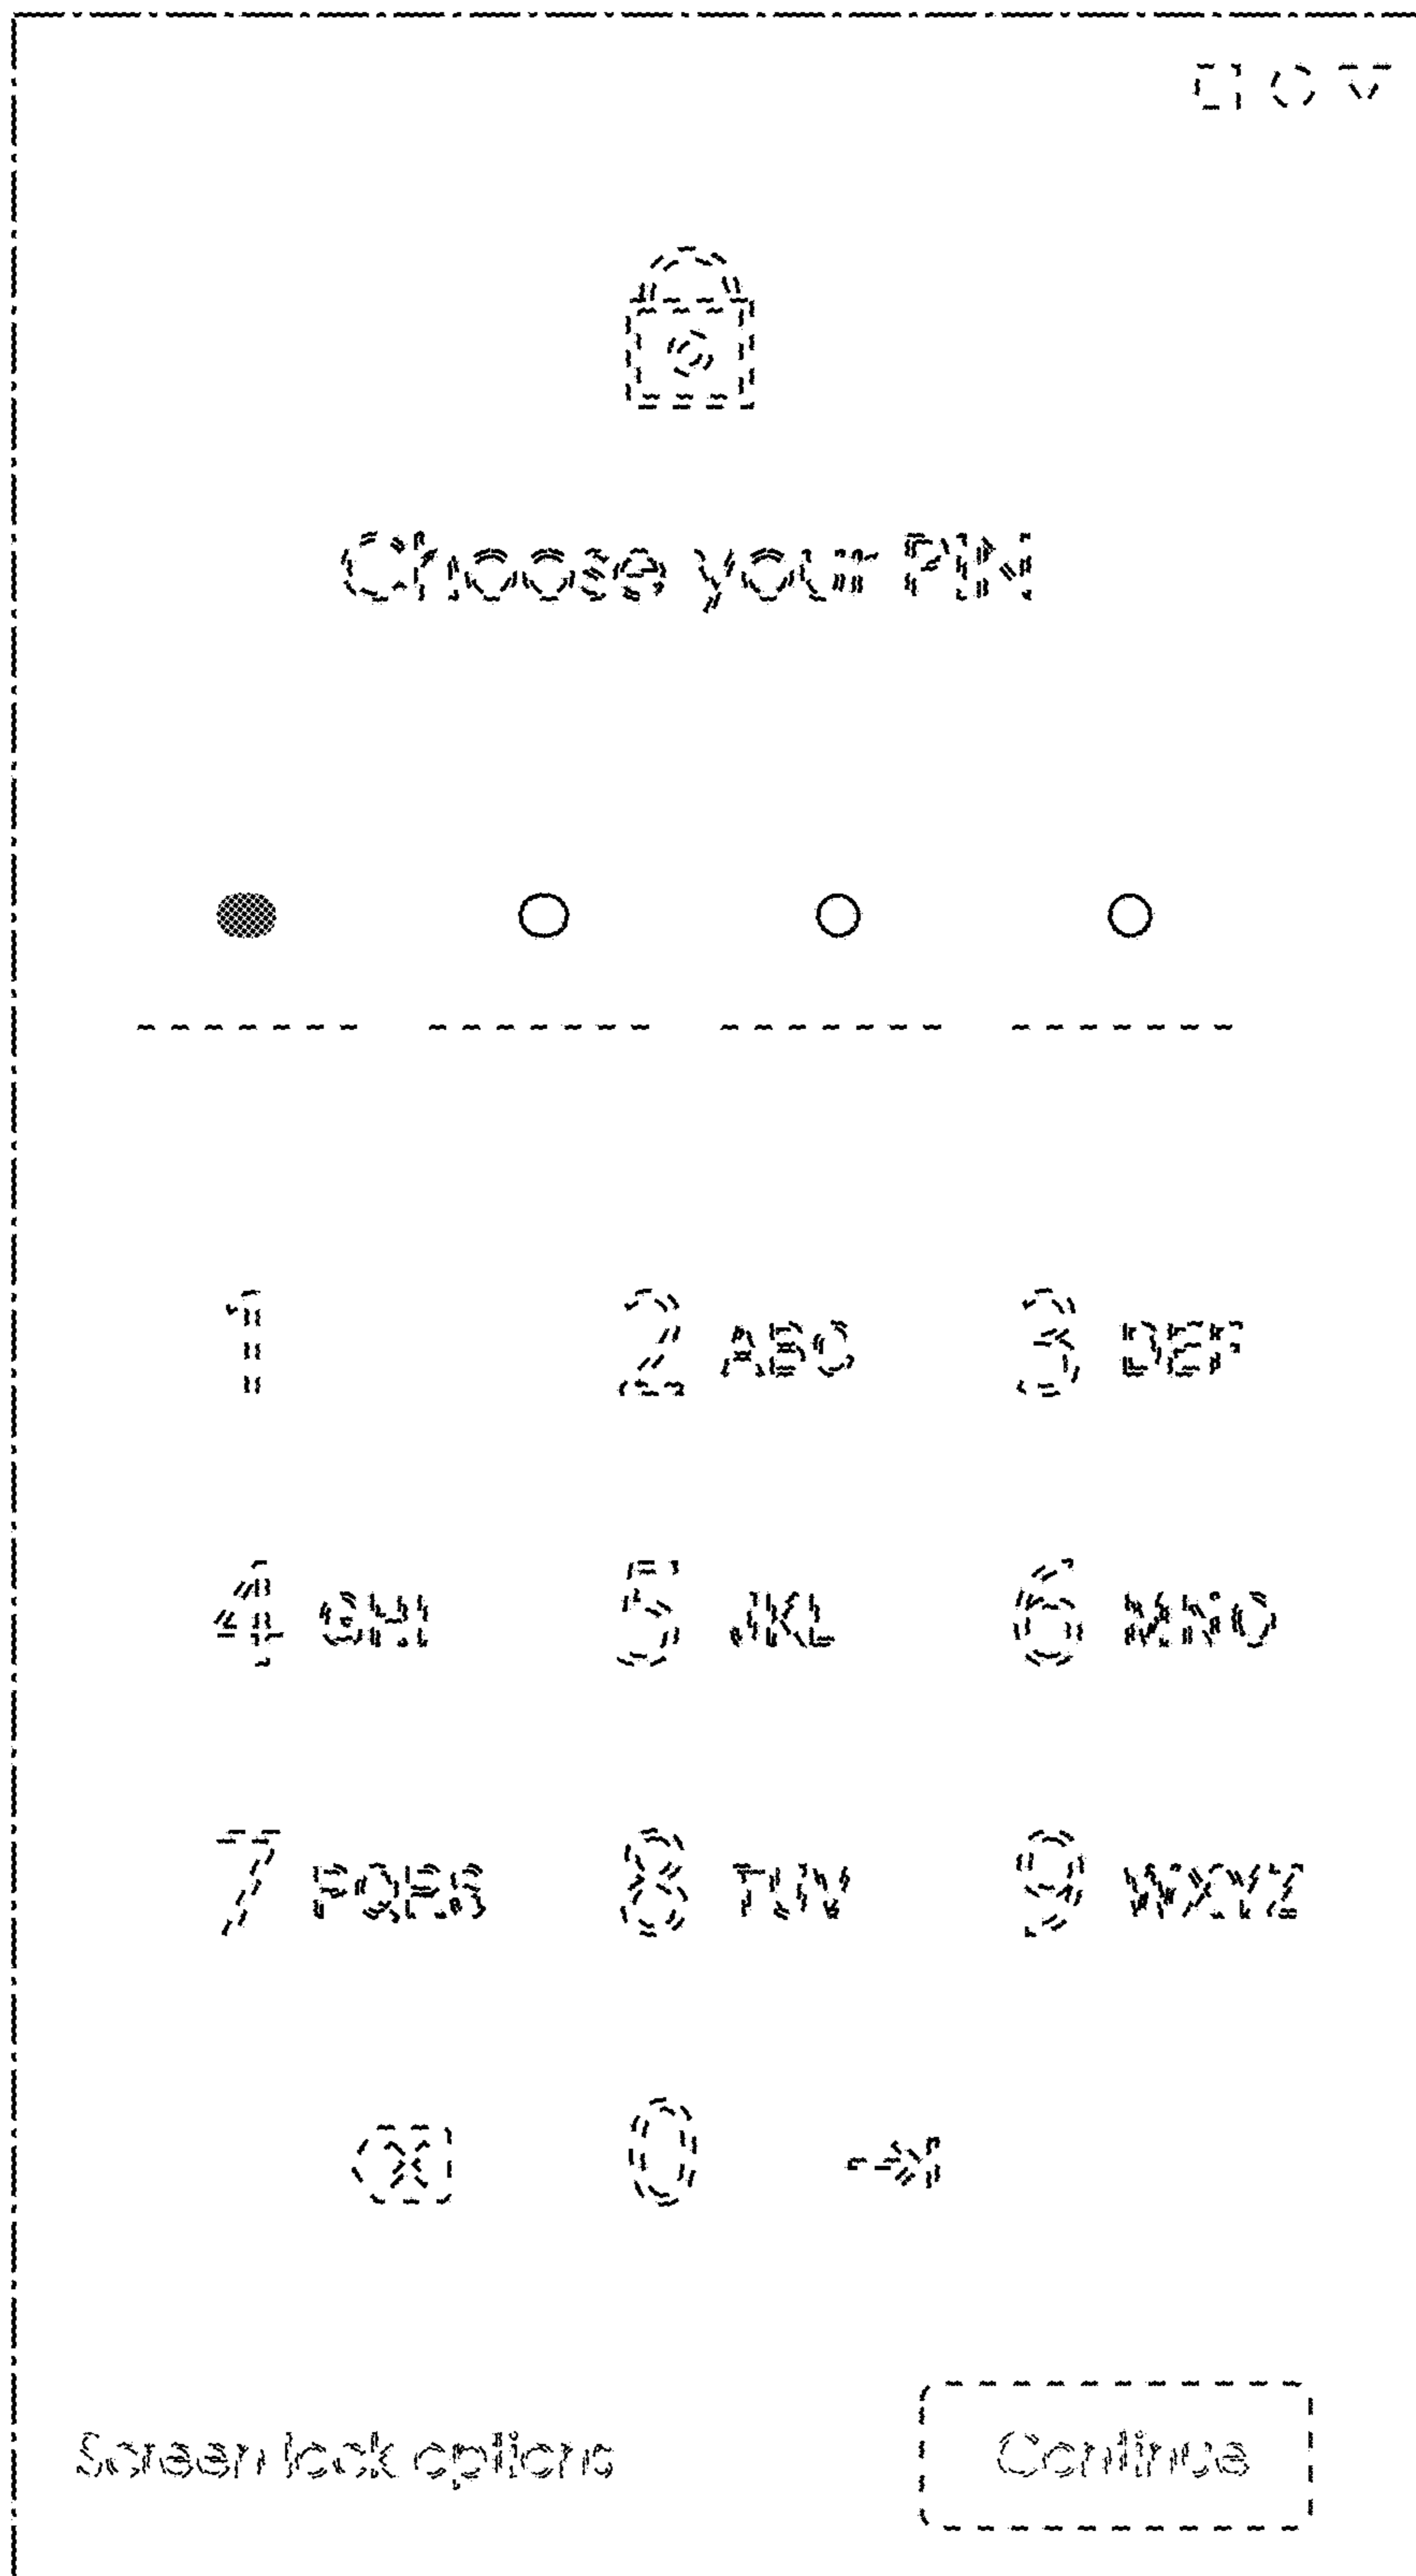 Choose your PIN
1 2 ABC 3 DEF
4 GHI 5 JKL 6 MNO
7 PQRS 8 TUV 9 WXYZ
0
Screen lock options Continue